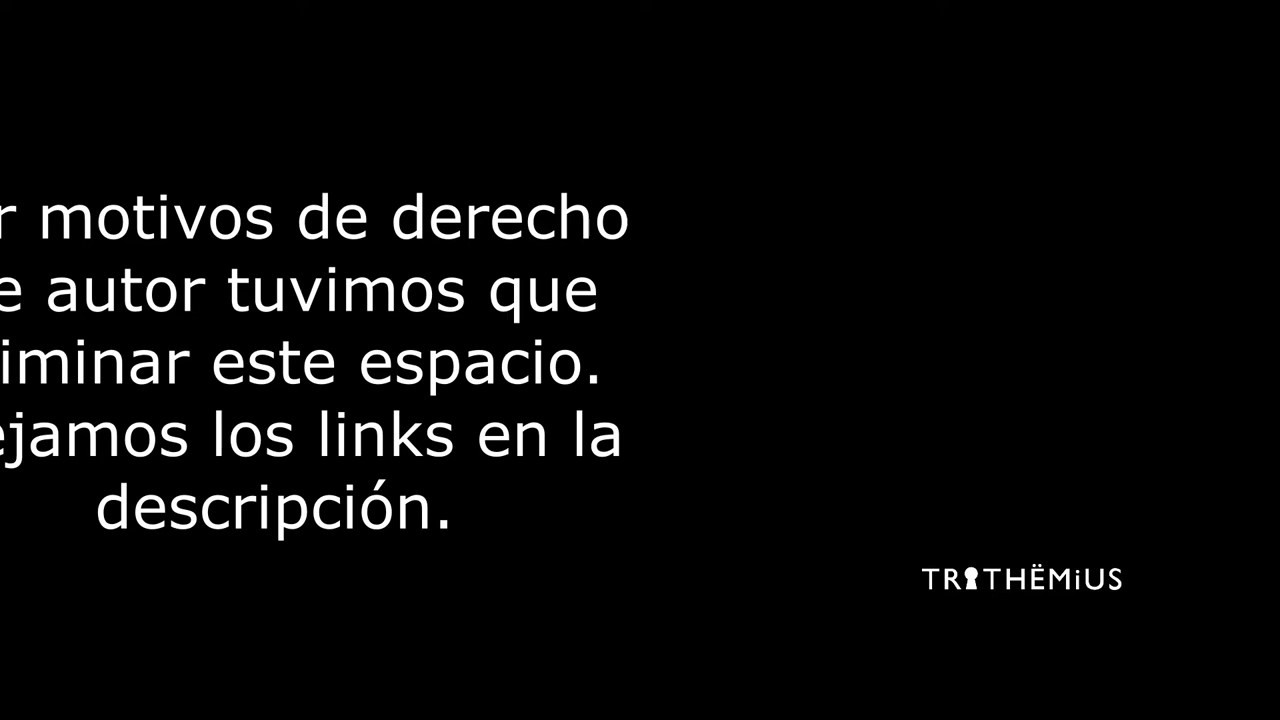 r motivos de derecho
e autor tuvimos que
iminar este espacio.
ejamos los links en la
descripción.
TRITHËMiUS